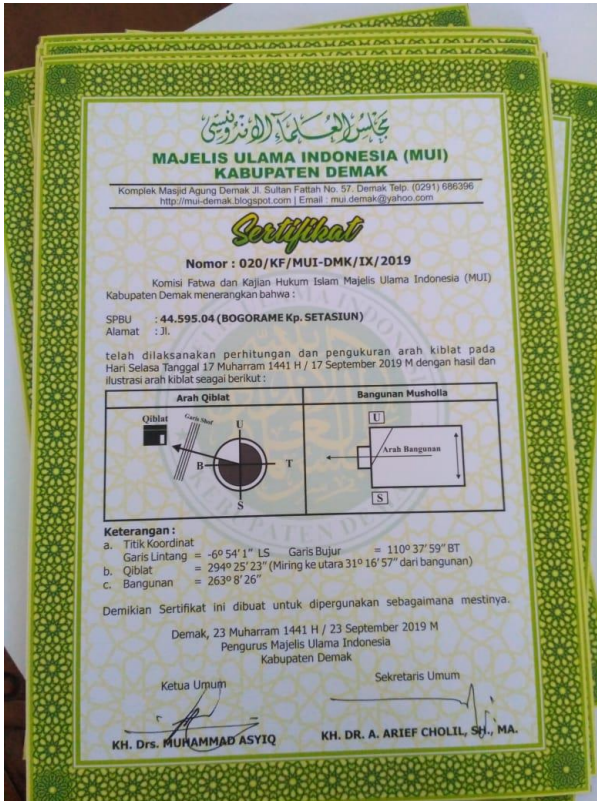 مجلس العلماء الاندونيسي
MAJELIS ULAMA INDONESIA (MUI)
KABUPATEN DEMAK
Komplek Masjid Agung Demak Jl. Sultan Fattah No. 57. Demak Telp. (0291) 686396
http://mui-demak.blogspot.com | Email : mui.demak@yahoo.com
Sertifikat
Nomor : 020/KF/MUI-DMK/IX/2019
Komisi Fatwa dan Kajian Hukum Islam Majelis Ulama Indonesia (MUI)
Kabupaten Demak menerangkan bahwa :
SPBU : 44.595.04 (BOGORAME Kp. SETASIUN)
Alamat : Jl.
telah dilaksanakan perhitungan dan pengukuran arah kiblat pada
Hari Selasa Tanggal 17 Muharram 1441 H / 17 September 2019 M dengan hasil dan
ilustrasi arah kiblat seagai berikut :
Arah Qiblat Bangunan Musholla
Qiblat Garis Shof U U
B T Arah Bangunan
S S
Keterangan :
a. Titik Koordinat
Garis Lintang = -6º 54' 1" LS Garis Bujur = 110º 37' 59" BT
b. Qiblat = 294º 25' 23" (Miring ke utara 31º 16' 57" dari bangunan)
c. Bangunan = 263º 8' 26"
Demikian Sertifikat ini dibuat untuk dipergunakan sebagaimana mestinya.
Demak, 23 Muharram 1441 H / 23 September 2019 M
Pengurus Majelis Ulama Indonesia
Kabupaten Demak
Ketua Umum Sekretaris Umum
KH. Drs. MUHAMMAD ASYIQ KH. DR. A. ARIEF CHOLIL, SH., MA.